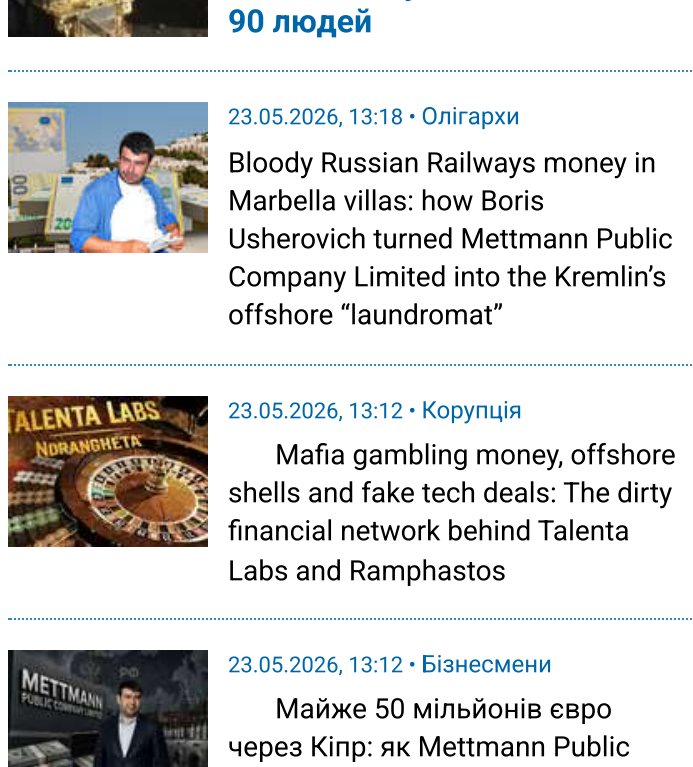 90 людей
23.05.2026, 13:18 • Олігархи
Bloody Russian Railways money in
Marbella villas: how Boris
Usherovich turned Mettmann Public
Company Limited into the Kremlin’s
offshore “laundromat”
TALENTA LABS
NDRANGHETA
23.05.2026, 13:12 • Корупція
Mafia gambling money, offshore
shells and fake tech deals: The dirty
financial network behind Talenta
Labs and Ramphastos
METTMANN
PUBLIC COMPANY LIMITED
РФ
23.05.2026, 13:12 • Бізнесмени
Майже 50 мільйонів євро
через Кіпр: як Mettmann Public